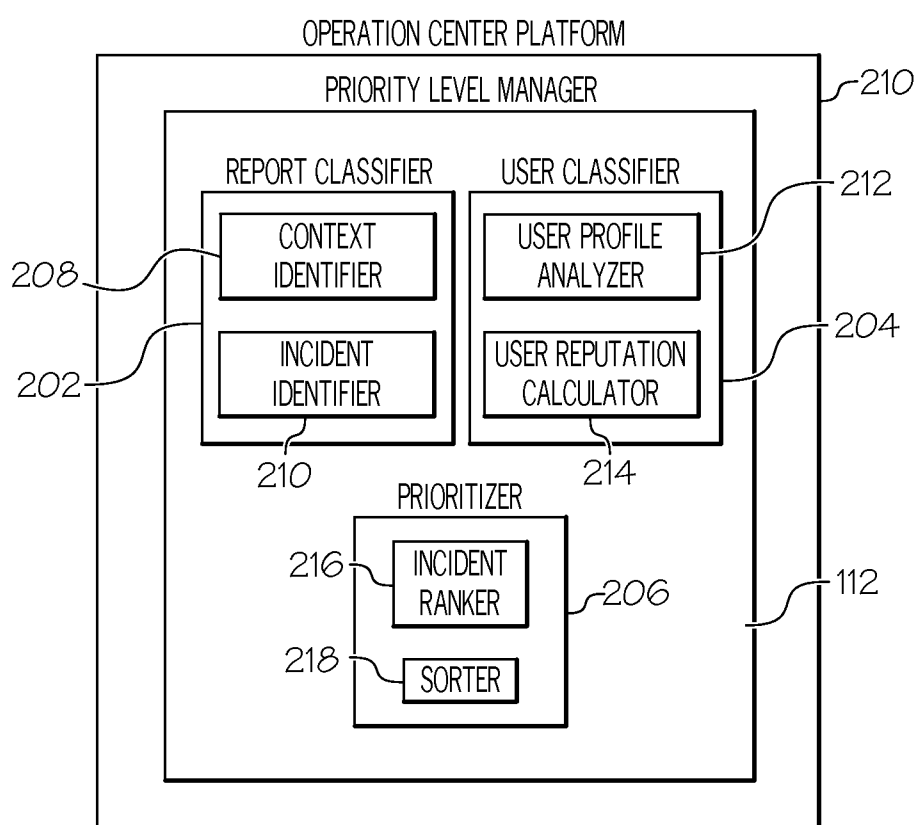 OPERATION CENTER PLATFORM
210
PRIORITY LEVEL MANAGER
REPORT CLASSIFIER
USER CLASSIFIER
212
CONTEXT
IDENTIFIER
USER PROFILE
ANALYZER
208
204
202
INCIDENT
IDENTIFIER
USER REPUTATION
CALCULATOR
210
214
PRIORITIZER
216
INCIDENT
RANKER
206
112
218
SORTER